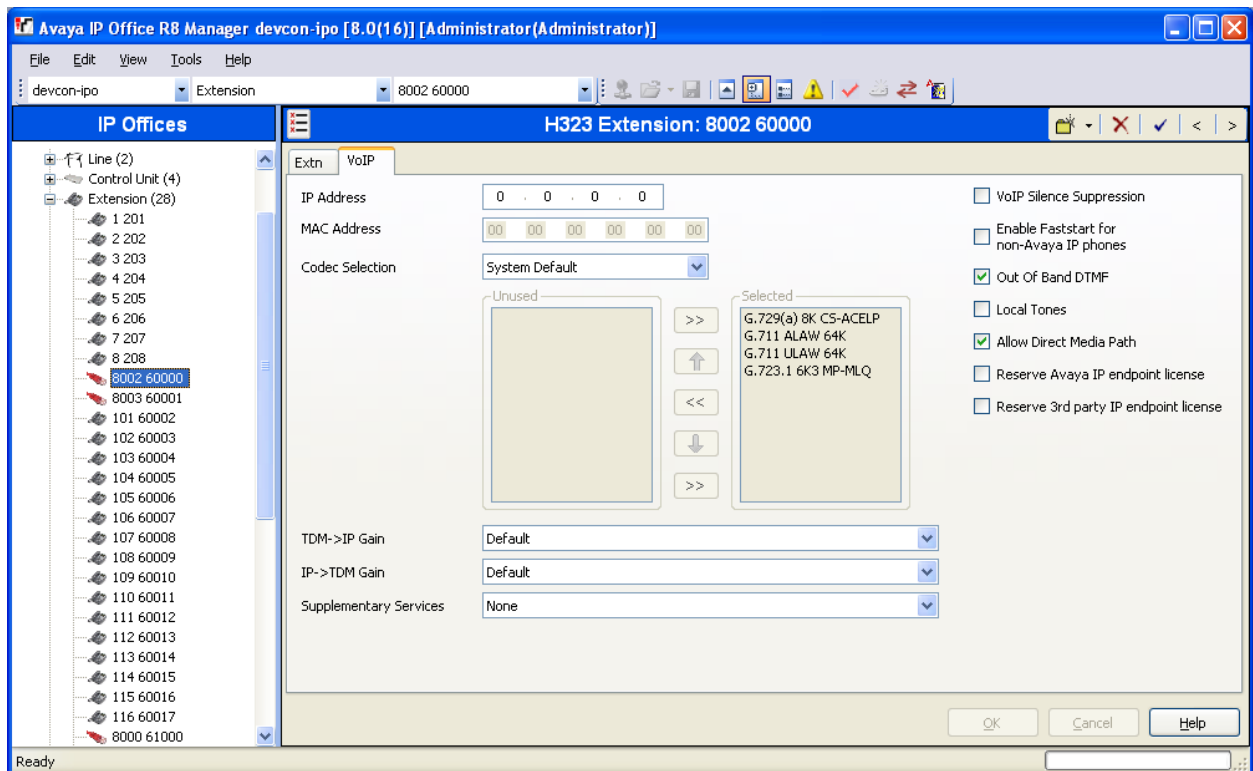 Avaya IP Office R8 Manager devcon-ipo [8.0(16)] [Administrator(Administrator)]
File Edit View Tools Help
devcon-ipo Extension 8002 60000
IP Offices
Line (2)
Control Unit (4)
Extension (28)
1 201
2 202
3 203
4 204
5 205
6 206
7 207
8 208
8002 60000
8003 60001
101 60002
102 60003
103 60004
104 60005
105 60006
106 60007
107 60008
108 60009
109 60010
110 60011
111 60012
112 60013
113 60014
114 60015
115 60016
116 60017
8000 61000
H323 Extension: 8002 60000
Extn VoIP
IP Address 0 . 0 . 0 . 0
MAC Address 00 00 00 00 00 00
Codec Selection System Default
Unused
>>
<<
>>
Selected
G.729(a) 8K CS-ACELP
G.711 ALAW 64K
G.711 ULAW 64K
G.723.1 6K3 MP-MLQ
TDM->IP Gain Default
IP->TDM Gain Default
Supplementary Services None
VoIP Silence Suppression
Enable Faststart for
non-Avaya IP phones
Out Of Band DTMF
Local Tones
Allow Direct Media Path
Reserve Avaya IP endpoint license
Reserve 3rd party IP endpoint license
OK Cancel Help
Ready